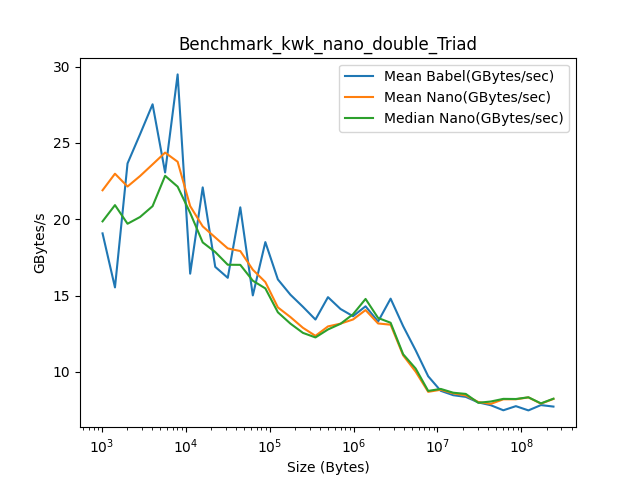 Benchmark_kwk_nano_double_Triad
Mean Babel(GBytes/sec)
Mean Nano(GBytes/sec)
Median Nano(GBytes/sec)
GBytes/s
30
25
20
15
10
10³ 10⁴ 10⁵ 10⁶ 10⁷ 10⁸
Size (Bytes)